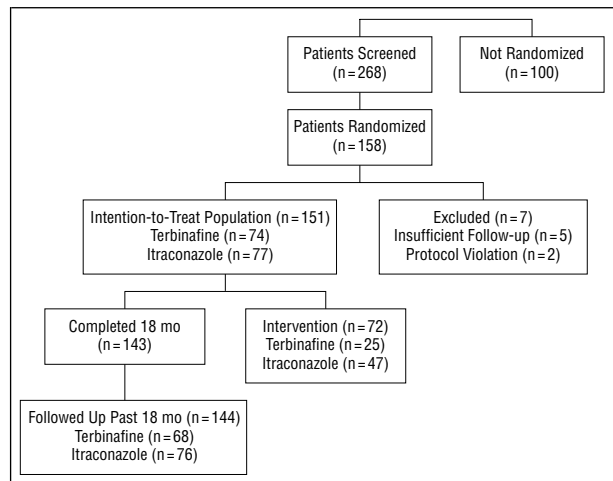 Patients Screened
(n=268)
Not Randomized
(n=100)
Patients Randomized
(n=158)
Intention-to-Treat Population (n=151)
Terbinafine (n=74)
Itraconazole (n=77)
Excluded (n=7)
Insufficient Follow-up (n=5)
Protocol Violation (n=2)
Completed 18 mo
(n=143)
Intervention (n=72)
Terbinafine (n=25)
Itraconazole (n=47)
Followed Up Past 18 mo (n=144)
Terbinafine (n=68)
Itraconazole (n=76)